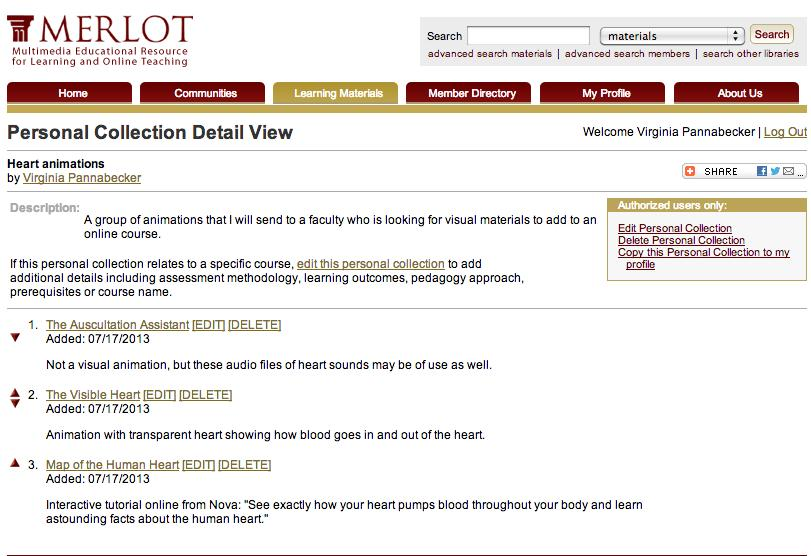 MERLOT
Multimedia Educational Resource
for Learning and Online Teaching
Search materials Search
advanced search materials | advanced search members | search other libraries
Home Communities Learning Materials Member Directory My Profile About Us
Personal Collection Detail View
Welcome Virginia Pannabecker | Log Out
Heart animations
by Virginia Pannabecker
SHARE ...
Description:
A group of animations that I will send to a faculty who is looking for visual materials to add to an
online course.
Authorized users only:
Edit Personal Collection
Delete Personal Collection
Copy this Personal Collection to my
profile
If this personal collection relates to a specific course, edit this personal collection to add
additional details including assessment methodology, learning outcomes, pedagogy approach,
prerequisites or course name.
1. The Auscultation Assistant [EDIT] [DELETE]
Added: 07/17/2013
Not a visual animation, but these audio files of heart sounds may be of use as well.
2. The Visible Heart [EDIT] [DELETE]
Added: 07/17/2013
Animation with transparent heart showing how blood goes in and out of the heart.
3. Map of the Human Heart [EDIT] [DELETE]
Added: 07/17/2013
Interactive tutorial online from Nova: "See exactly how your heart pumps blood throughout your body and learn
astounding facts about the human heart."